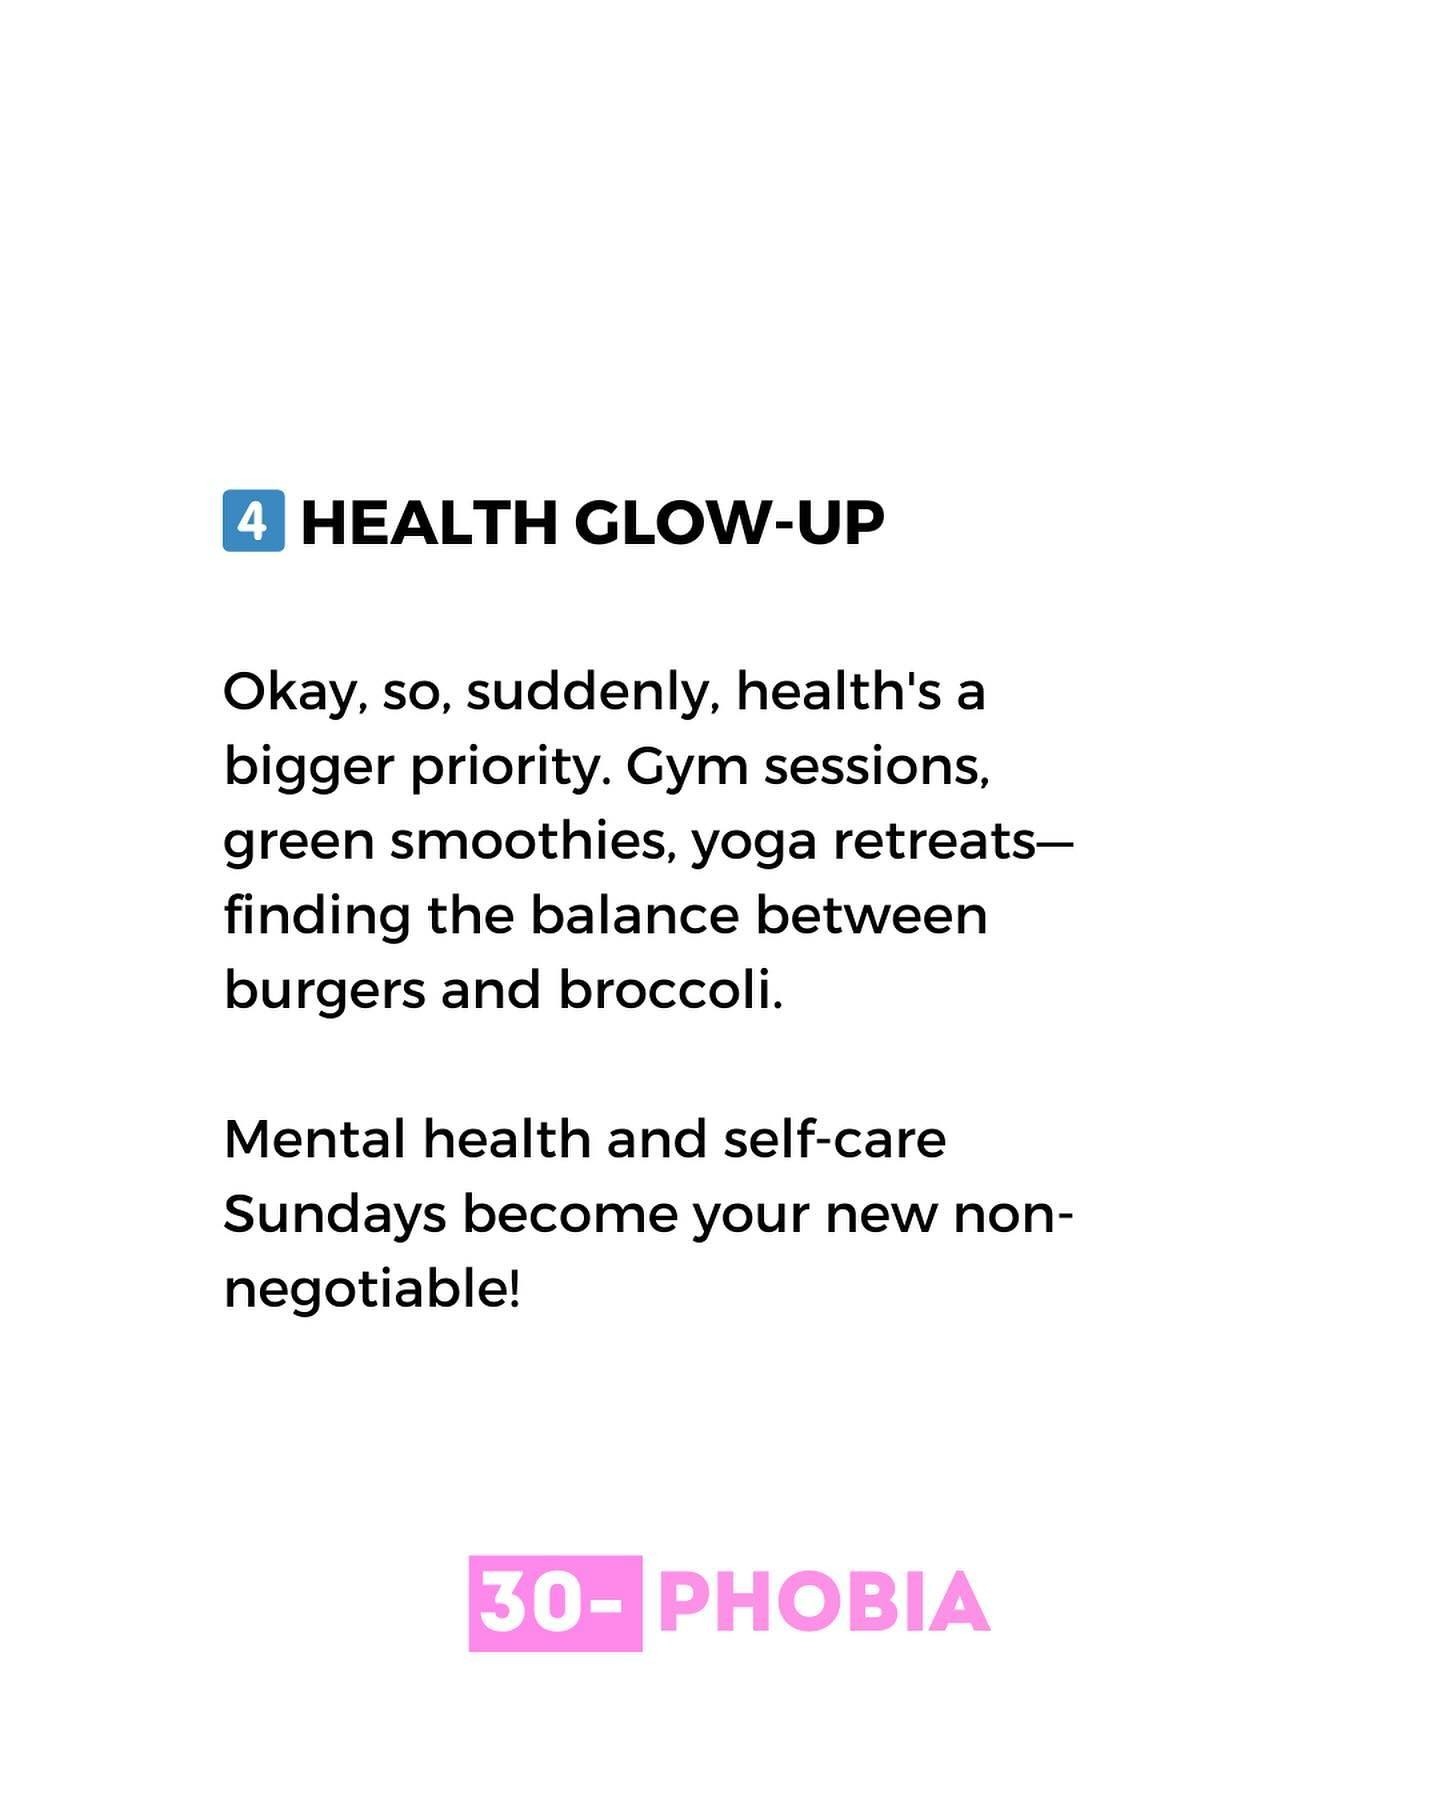 4 HEALTH GLOW-UP
Okay, so, suddenly, health's a
bigger priority. Gym sessions,
green smoothies, yoga retreats—
finding the balance between
burgers and broccoli.
Mental health and self-care
Sundays become your new non-
negotiable!
30- PHOBIA